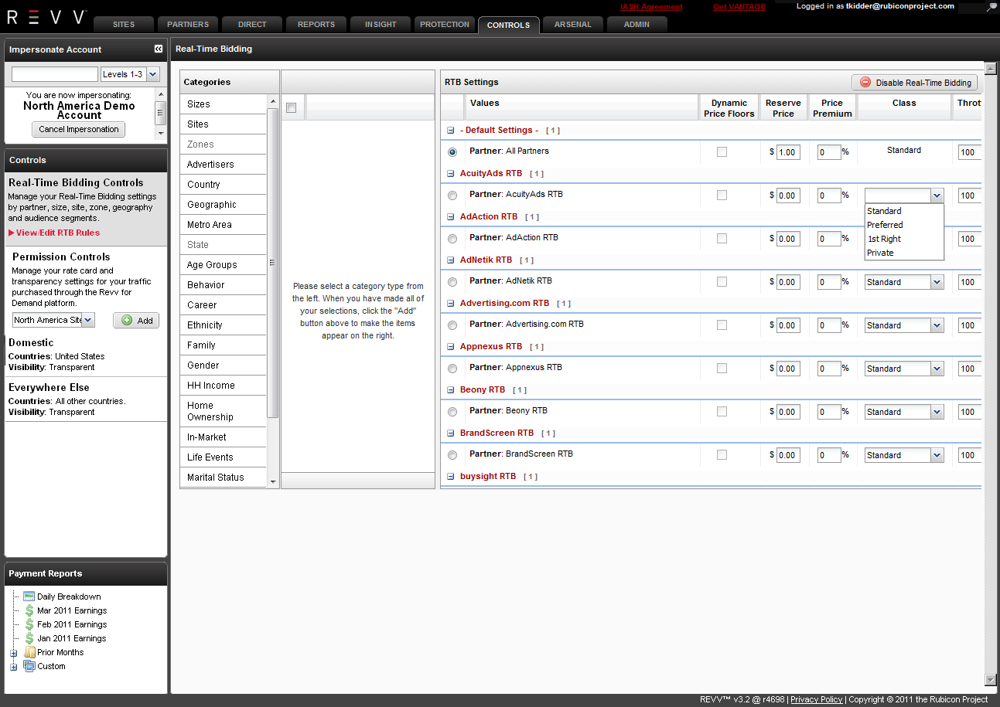 IASH Agreement Get VANTAGE Logged in as tkidder@rubiconproject.com
REVV™
SITES PARTNERS DIRECT REPORTS INSIGHT PROTECTION CONTROLS ARSENAL ADMIN
Impersonate Account
Levels 1-3
You are now impersonating:
North America Demo
Account
Cancel Impersonation
Controls
Real-Time Bidding Controls
Manage your Real-Time Bidding settings
by partner, size, site, zone, geography
and audience segments.
View/Edit RTB Rules
Permission Controls
Manage your rate card and
transparency settings for your traffic
purchased through the Revv for
Demand platform.
North America Site
Add
Domestic
Countries: United States
Visibility: Transparent
Everywhere Else
Countries: All other countries.
Visibility: Transparent
Payment Reports
Daily Breakdown
Mar 2011 Earnings
Feb 2011 Earnings
Jan 2011 Earnings
Prior Months
Custom
Real-Time Bidding
Categories
Sizes
Sites
Zones
Advertisers
Country
Geographic
Metro Area
State
Age Groups
Behavior
Career
Ethnicity
Family
Gender
HH Income
Home
Ownership
In-Market
Life Events
Marital Status
Please select a category type from
the left. When you have made all of
your selections, click the "Add"
button above to make the items
appear on the right.
RTB Settings
Disable Real-Time Bidding
Values Dynamic Price Floors Reserve Price Price Premium Class Throt
- Default Settings - [ 1 ]
Partner: All Partners $ 1.00 0 % Standard 100
AcuityAds RTB [ 1 ]
Partner: AcuityAds RTB $ 0.00 0 % 100
Standard
Preferred
1st Right
Private
AdAction RTB [ 1 ]
Partner: AdAction RTB $ 0.00 0 % 100
AdNetik RTB [ 1 ]
Partner: AdNetik RTB $ 0.00 0 % Standard 100
Advertising.com RTB [ 1 ]
Partner: Advertising.com RTB $ 0.00 0 % Standard 100
Appnexus RTB [ 1 ]
Partner: Appnexus RTB $ 0.00 0 % Standard 100
Beony RTB [ 1 ]
Partner: Beony RTB $ 0.00 0 % Standard 100
BrandScreen RTB [ 1 ]
Partner: BrandScreen RTB $ 0.00 0 % Standard 100
buysight RTB [ 1 ]
REVV™ v3.2 @ r4698 | Privacy Policy | Copyright © 2011 the Rubicon Project